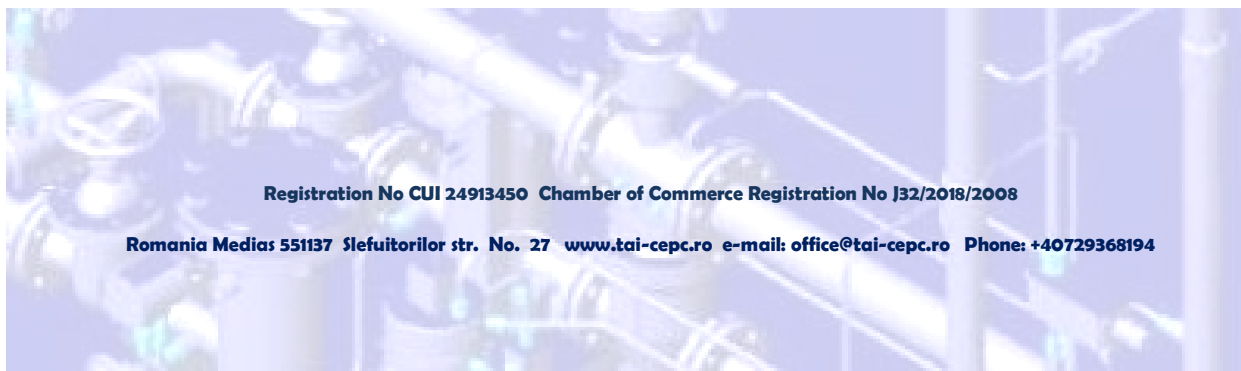 Registration No CUI 24913450 Chamber of Commerce Registration No J32/2018/2008
Romania Medias 551137 Slefuitorilor str. No. 27 www.tai-cepc.ro e-mail: office@tai-cepc.ro Phone: +40729368194